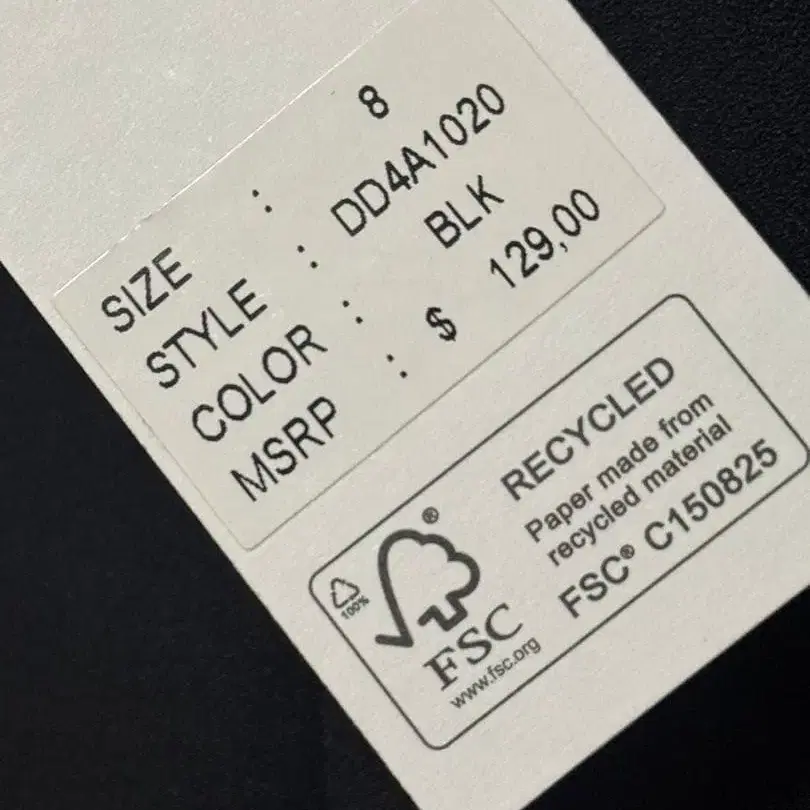 SIZE : 8
STYLE : DD4A1020
COLOR : BLK
MSRP : $ 129,00
RECYCLED
Paper made from
recycled material
FSC® C150825
100%
®
FSC
www.fsc.org